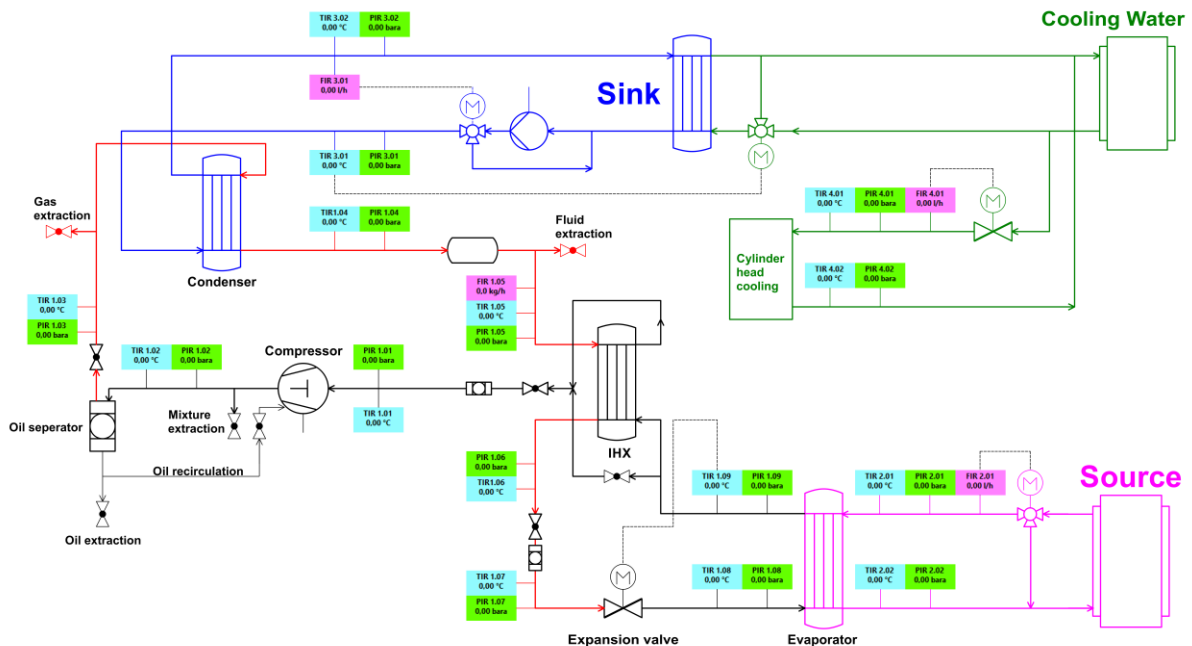 Cooling Water
TIR 3.02
0,00 °C
PIR 3.02
0,00 bara
FIR 3.01
0,00 l/h
M
Sink
TIR 3.01
0,00 °C
PIR 3.01
0,00 bara
M
Gas
extraction
TIR1.04
0,00 °C
PIR 1.04
0,00 bara
Fluid
extraction
TIR 4.01
0,00 °C
PIR 4.01
0,00 bara
FIR 4.01
0,00 l/h
M
Cylinder
head
cooling
TIR 4.02
0,00 °C
PIR 4.02
0,00 bara
Condenser
FIR 1.05
0,0 kg/h
TIR 1.05
0,00 °C
PIR 1.05
0,00 bara
TIR 1.03
0,00 °C
PIR 1.03
0,00 bara
TIR 1.02
0,00 °C
PIR 1.02
0,00 bara
Compressor
PIR 1.01
0,00 bara
TIR 1.01
0,00 °C
Oil seperator
Mixture
extraction
Oil recirculation
Oil extraction
IHX
PIR 1.06
0,00 bara
TIR1.06
0,00 °C
TIR 1.09
0,00 °C
PIR 1.09
0,00 bara
TIR 2.01
0,00 °C
PIR 2.01
0,00 bara
FIR 2.01
0,00 l/h
M
Source
TIR 1.07
0,00 °C
PIR 1.07
0,00 bara
M
TIR 1.08
0,00 °C
PIR 1.08
0,00 bara
TIR 2.02
0,00 °C
PIR 2.02
0,00 bara
Expansion valve
Evaporator